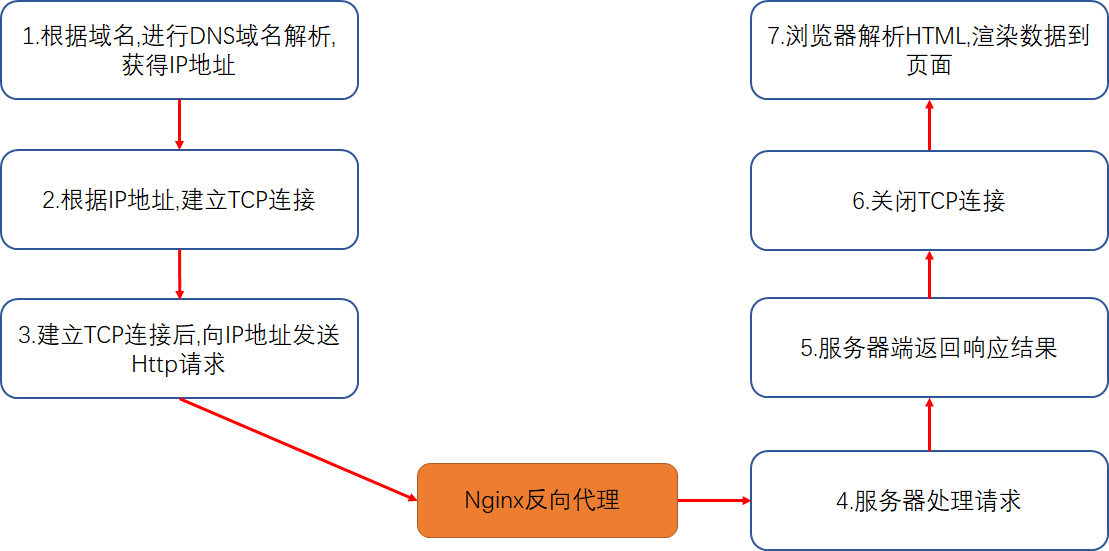 1.根据域名,进行DNS域名解析,
获得IP地址
2.根据IP地址,建立TCP连接
3.建立TCP连接后,向IP地址发送
Http请求
Nginx反向代理
4.服务器处理请求
5.服务器端返回响应结果
6.关闭TCP连接
7.浏览器解析HTML,渲染数据到
页面